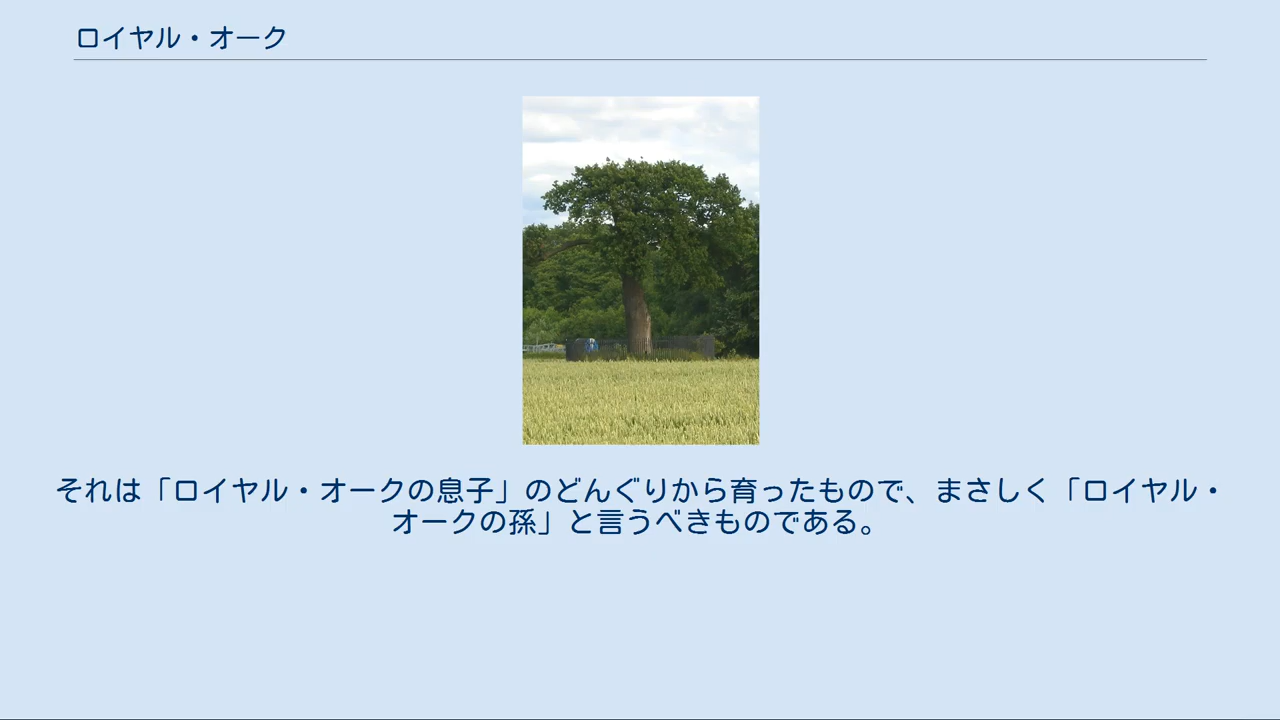 ロイヤル・オーク
それは「ロイヤル・オークの息子」のどんぐりから育ったもので、まさしく「ロイヤル・
オークの孫」と言うべきものである。